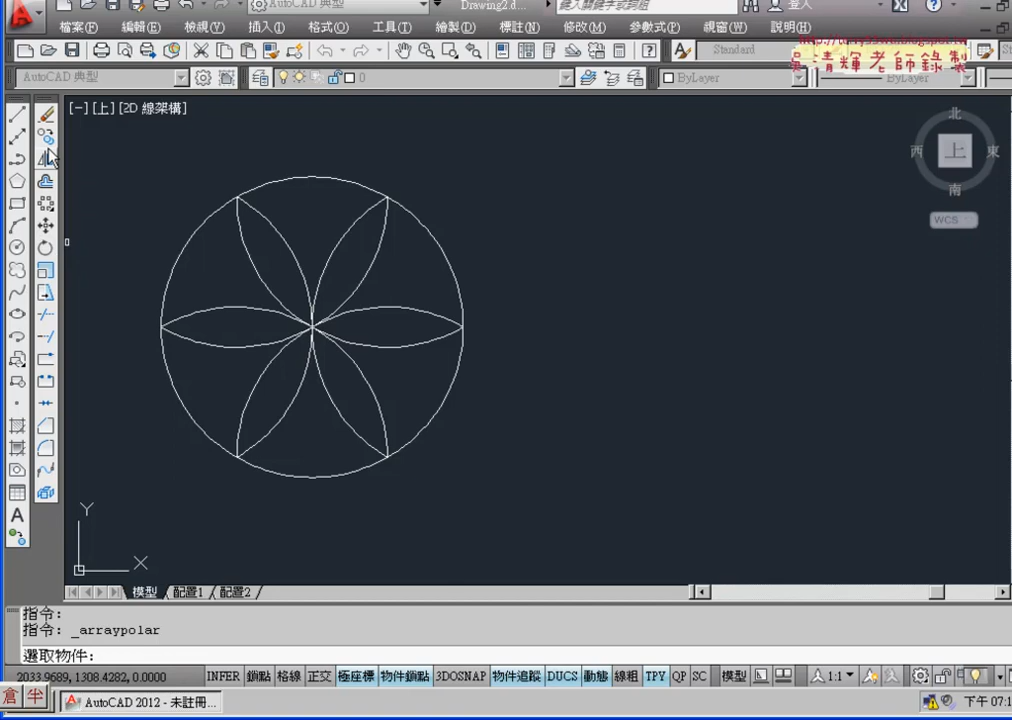 AutoCAD 典型
Drawing2.d...
鍵入關鍵字或詞組
登入
檔案(F) 編輯(E) 檢視(V) 插入(I) 格式(O) 工具(T) 繪製(D) 標註(N) 修改(M) 參數式(P) 視窗(W) 說明(H)
Standard
吳清輝老師錄製
AutoCAD 典型
0
ByLayer
ByLayer
[−] [上] [2D 線架構]
北
西 上 東
南
WCS
A
Y
X
模型 配置1 配置2
指令:
指令: _arraypolar
選取物件:
2033.9689, 1308.4282, 0.0000 INFER 鎖點 格線 正交 極座標 物件鎖點 3DOSNAP 物件追蹤 DUCS 動態 線粗 TPY QP SC 模型 1:1
倉 半 AutoCAD 2012 - 未註冊... 下午 07:1